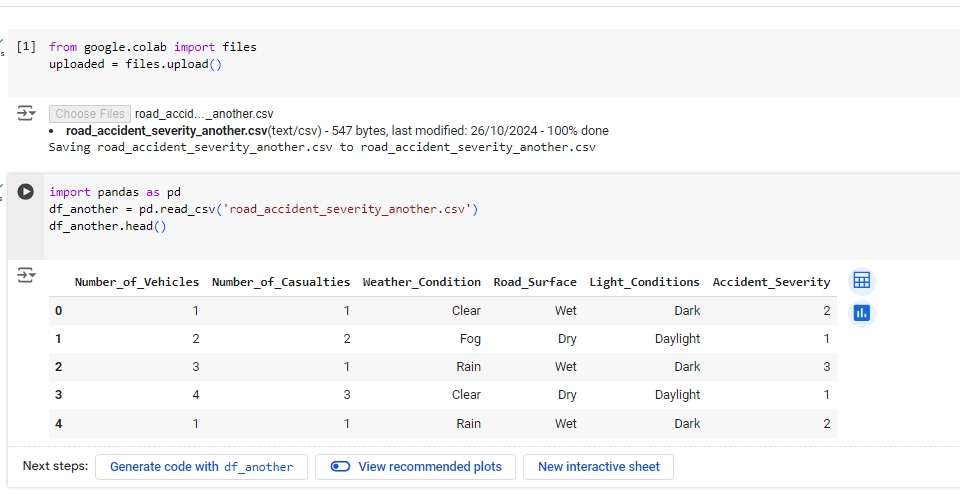 [1] from google.colab import files
uploaded = files.upload()
Choose Files road_accid..._another.csv
• road_accident_severity_another.csv(text/csv) - 547 bytes, last modified: 26/10/2024 - 100% done
Saving road_accident_severity_another.csv to road_accident_severity_another.csv
import pandas as pd
df_another = pd.read_csv('road_accident_severity_another.csv')
df_another.head()
Number_of_Vehicles Number_of_Casualties Weather_Condition Road_Surface Light_Conditions Accident_Severity
0 1 1 Clear Wet Dark 2
1 2 2 Fog Dry Daylight 1
2 3 1 Rain Wet Dark 3
3 4 3 Clear Dry Daylight 1
4 1 1 Rain Wet Dark 2
Next steps: Generate code with df_another View recommended plots New interactive sheet